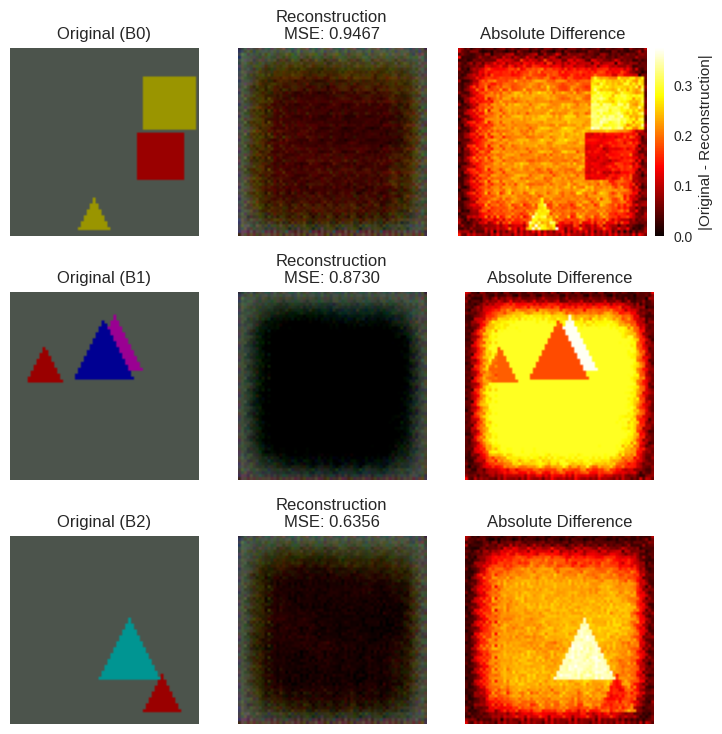 Original (B0)
Reconstruction
MSE: 0.9467
Absolute Difference
0.3
0.2
0.1
0.0
|Original - Reconstruction|
Original (B1)
Reconstruction
MSE: 0.8730
Absolute Difference
Original (B2)
Reconstruction
MSE: 0.6356
Absolute Difference